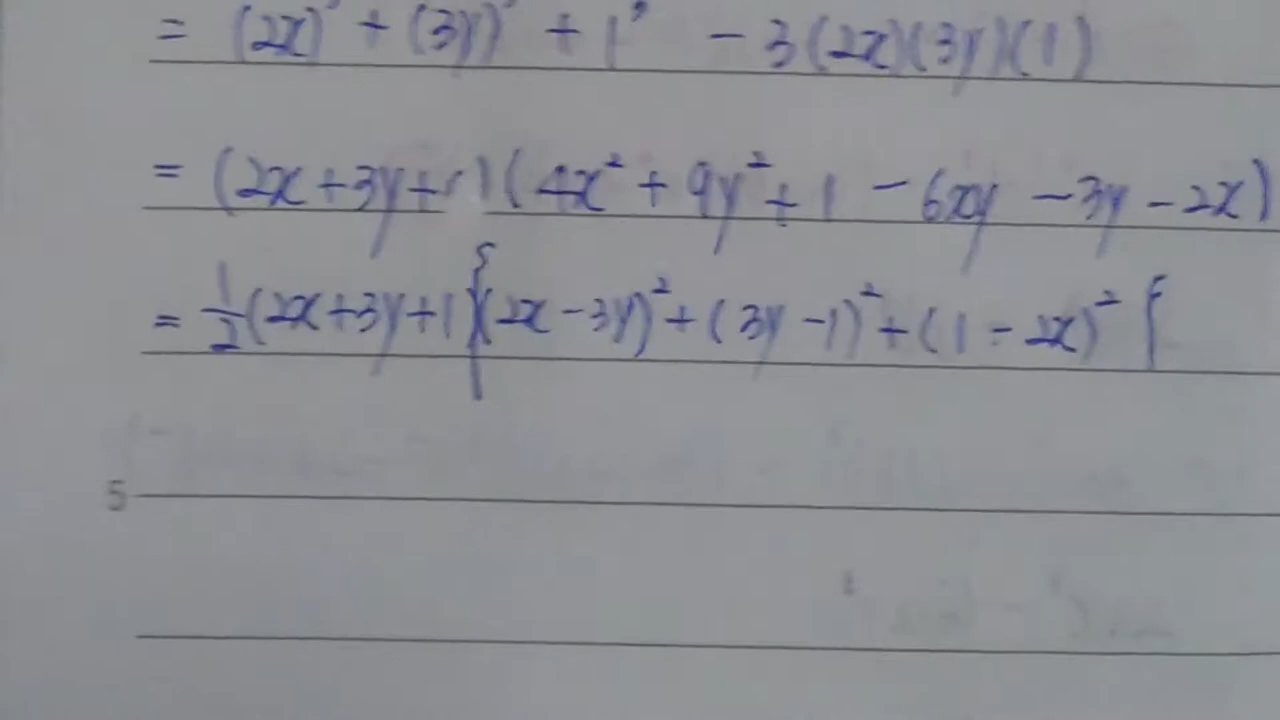 = (2x)³ + (3y)³ + 1³ - 3(2x)(3y)(1)
= (2x+3y+1)(4x² + 9y² + 1 - 6xy - 3y - 2x)
= 1/2(2x+3y+1){(2x-3y)² + (3y-1)² + (1-2x)²}
5